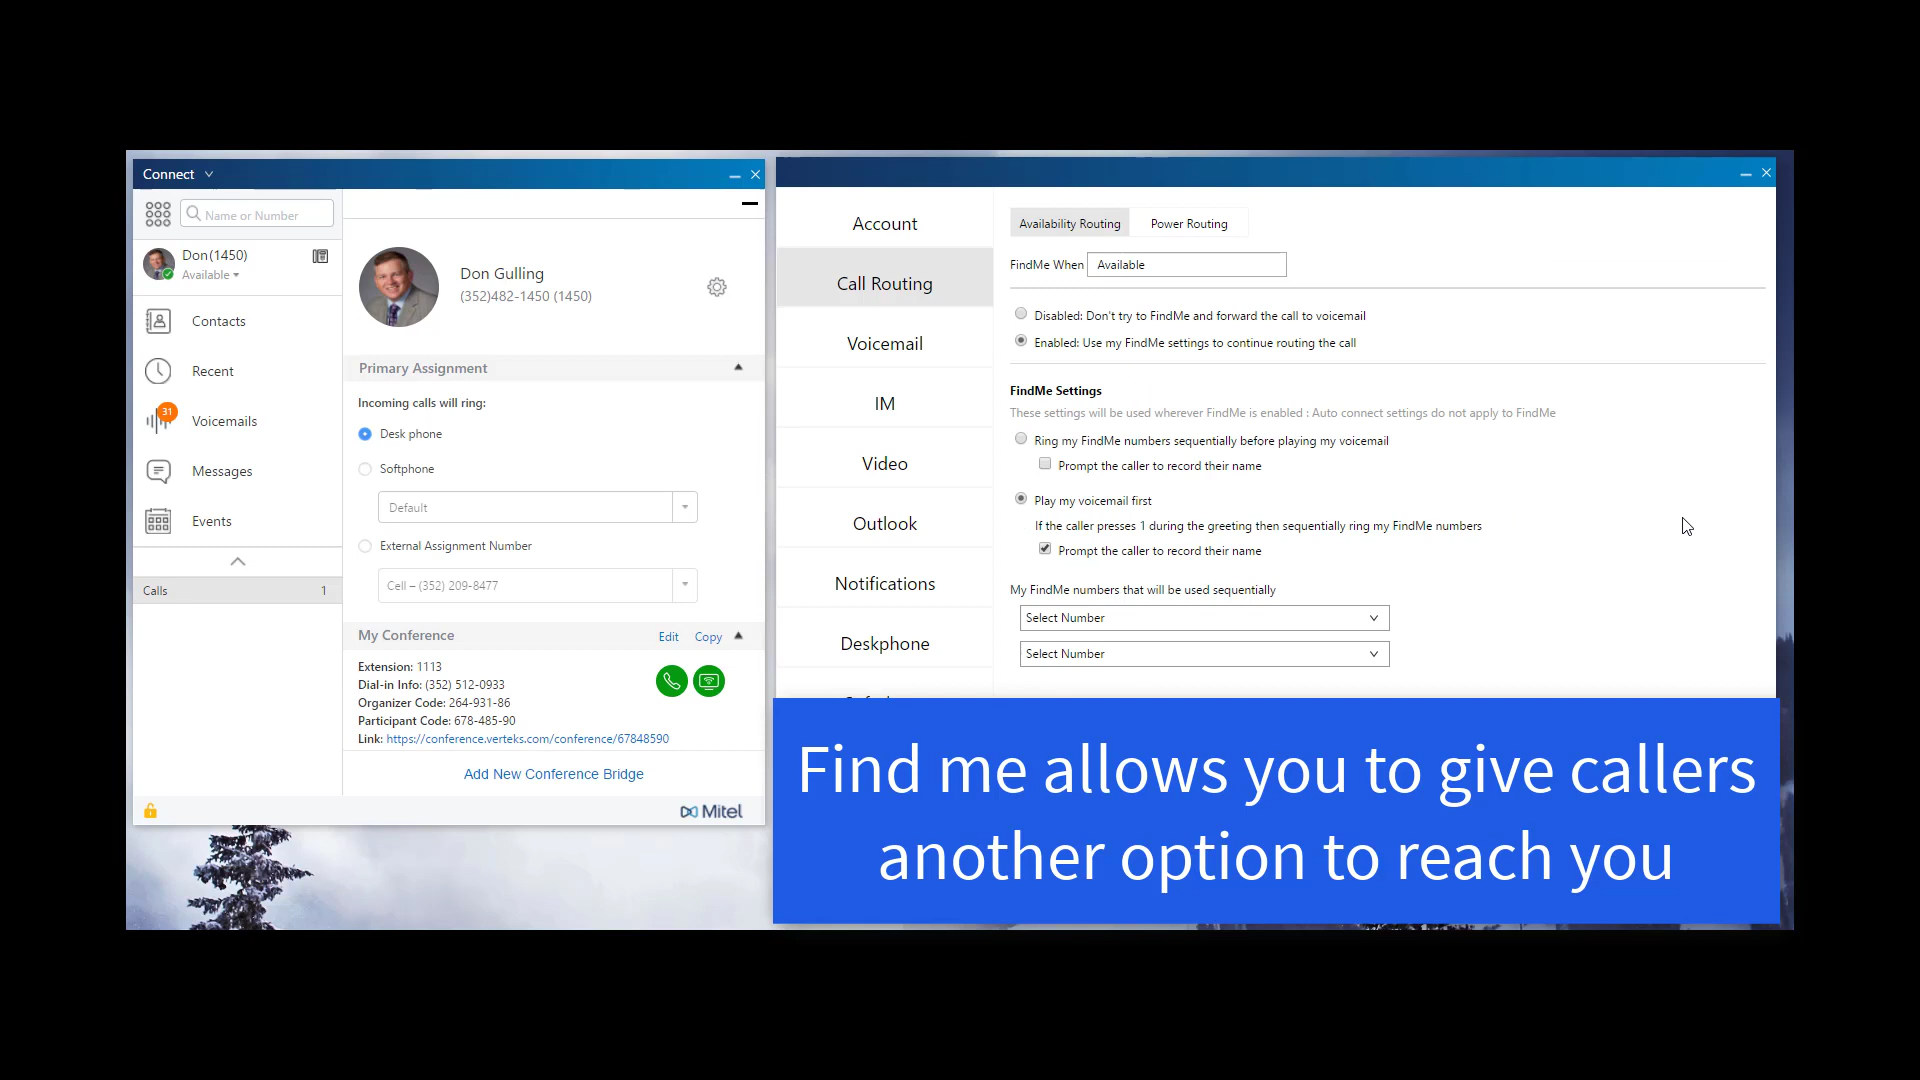 Connect
Name or Number
Don(1450)
Available
Contacts
Recent
31
Voicemails
Messages
Events
Calls 1
Don Gulling
(352)482-1450 (1450)
Primary Assignment
Incoming calls will ring:
Desk phone
Softphone
Default
External Assignment Number
Cell – (352) 209-8477
My Conference Edit Copy
Extension: 1113
Dial-in Info: (352) 512-0933
Organizer Code: 264-931-86
Participant Code: 678-485-90
Link: https://conference.verteks.com/conference/67848590
Add New Conference Bridge
Mitel
Account
Call Routing
Voicemail
IM
Video
Outlook
Notifications
Deskphone
Availability Routing Power Routing
FindMe When Available
Disabled: Don't try to FindMe and forward the call to voicemail
Enabled: Use my FindMe settings to continue routing the call
FindMe Settings
These settings will be used wherever FindMe is enabled : Auto connect settings do not apply to FindMe
Ring my FindMe numbers sequentially before playing my voicemail
Prompt the caller to record their name
Play my voicemail first
If the caller presses 1 during the greeting then sequentially ring my FindMe numbers
Prompt the caller to record their name
My FindMe numbers that will be used sequentially
Select Number
Select Number
Find me allows you to give callers
another option to reach you